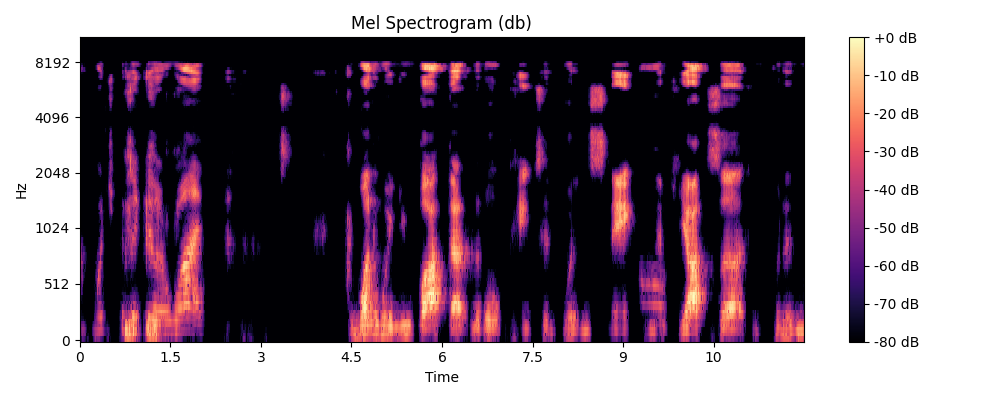 Mel Spectrogram (db)
Hz
8192
4096
2048
1024
512
0
0 1.5 3 4.5 6 7.5 9 10
Time
+0 dB
-10 dB
-20 dB
-30 dB
-40 dB
-50 dB
-60 dB
-70 dB
-80 dB